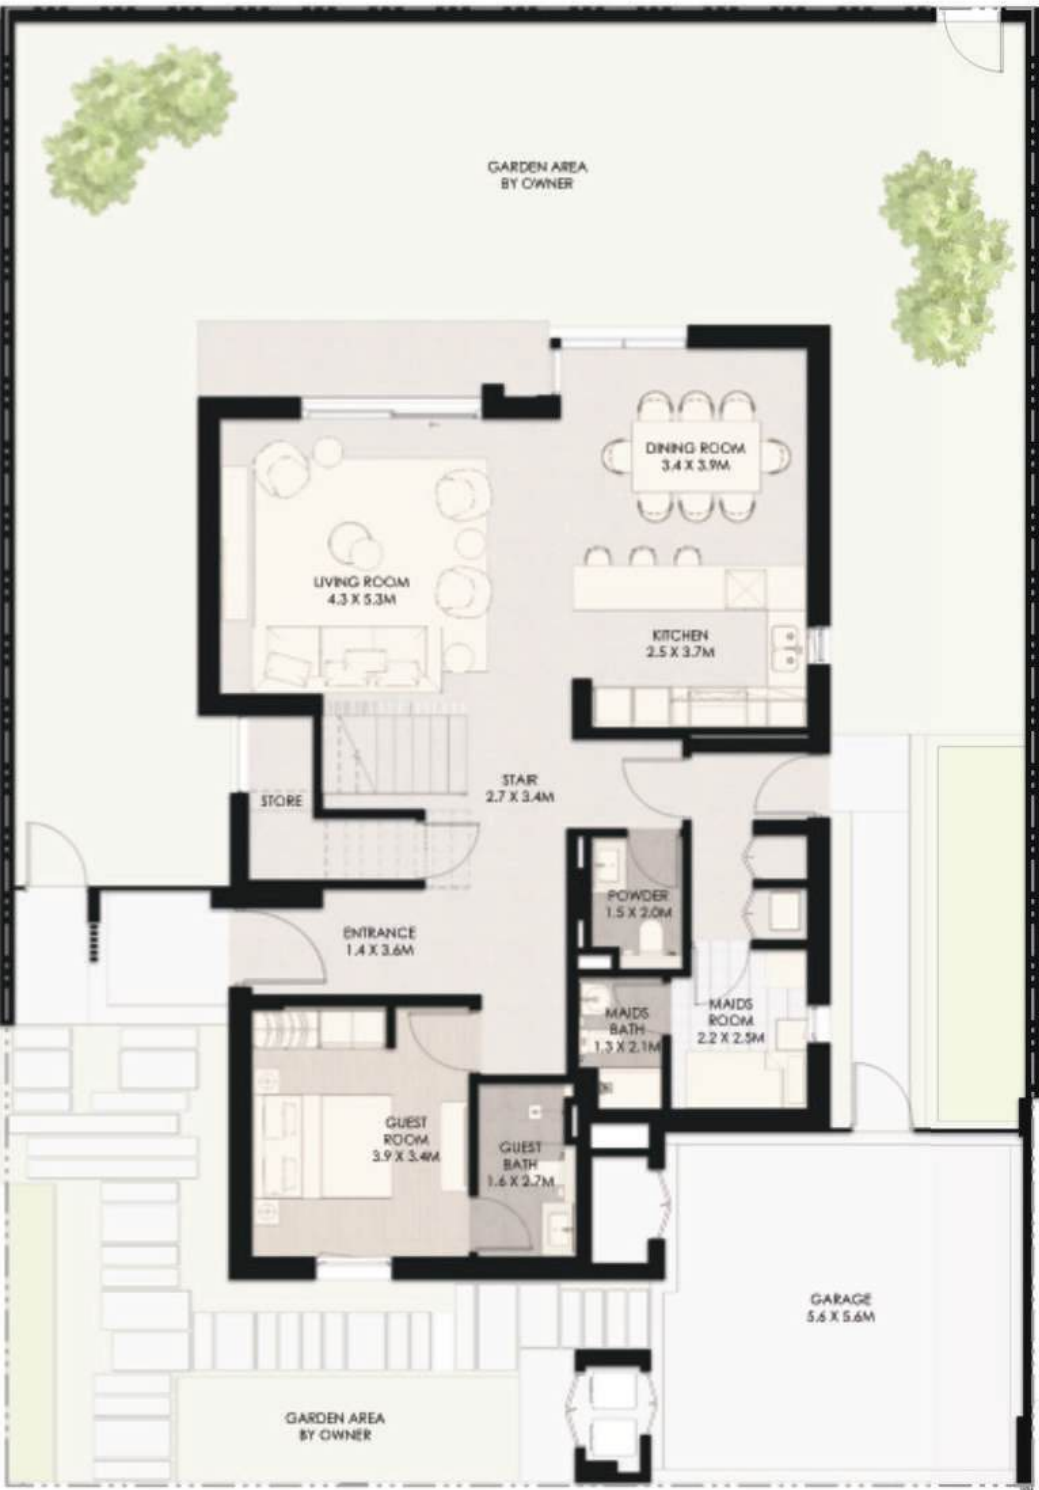 GARDEN AREA
BY OWNER
DINING ROOM
3.4 X 3.9M
LIVING ROOM
4.3 X 5.3M
KITCHEN
2.5 X 3.7M
STAIR
2.7 X 3.4M
STORE
POWDER
1.5 X 2.0M
ENTRANCE
1.4 X 3.6M
MAIDS
ROOM
2.2 X 2.5M
MAIDS
BATH
1.3 X 2.1M
GUEST
ROOM
3.9 X 3.4M
GUEST
BATH
1.6 X 2.7M
GARAGE
5.6 X 5.6M
GARDEN AREA
BY OWNER